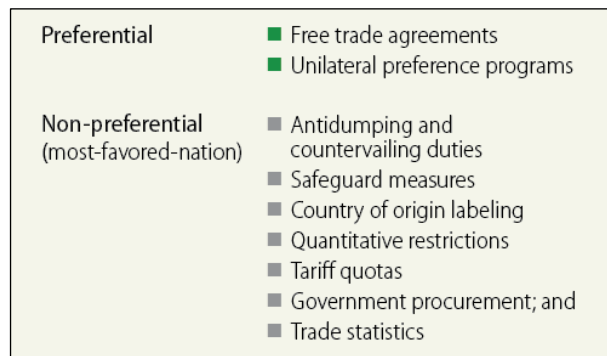 Preferential
Free trade agreements
Unilateral preference programs
Non-preferential
(most-favored-nation)
Antidumping and
countervailing duties
Safeguard measures
Country of origin labeling
Quantitative restrictions
Tariff quotas
Government procurement; and
Trade statistics